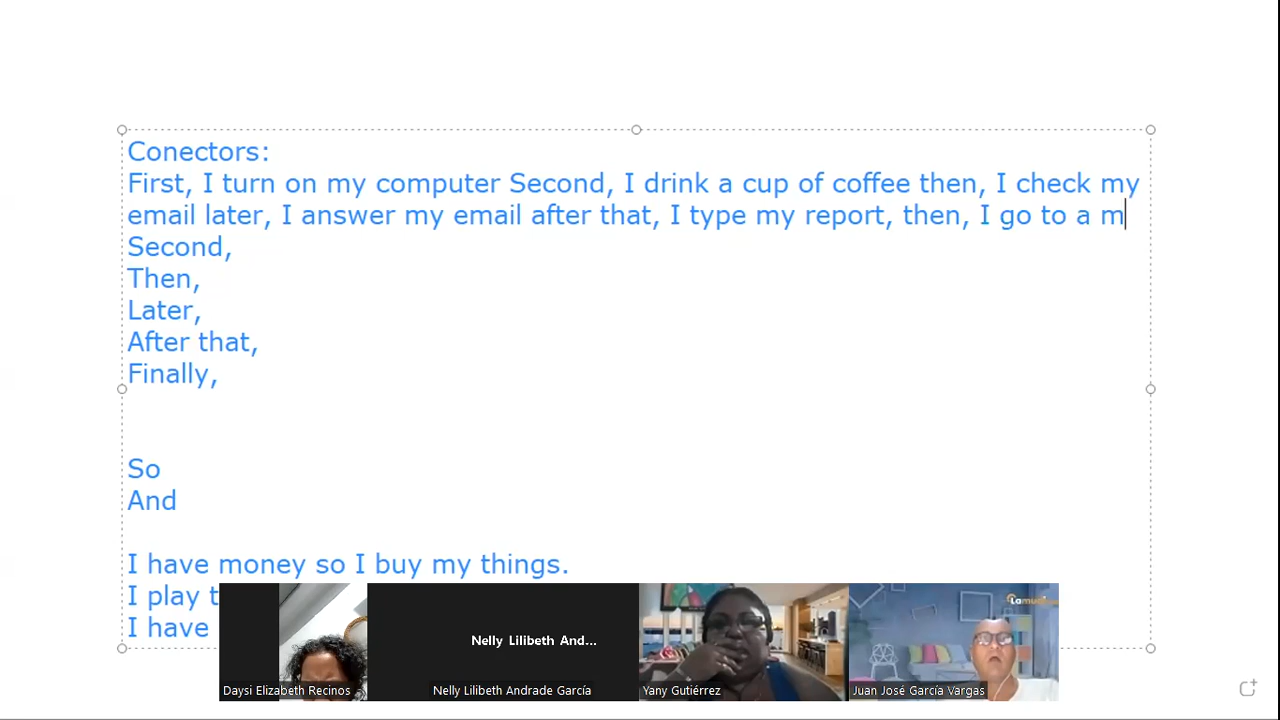 Conectors:
First, I turn on my computer Second, I drink a cup of coffee then, I check my
email later, I answer my email after that, I type my report, then, I go to a m
Second,
Then,
Later,
After that,
Finally,
So
And
I have money so I buy my things.
I play t
I have
Nelly Lilibeth And...
Daysi Elizabeth Recinos
Nelly Lilibeth Andrade García
Yany Gutiérrez
Juan José García Vargas